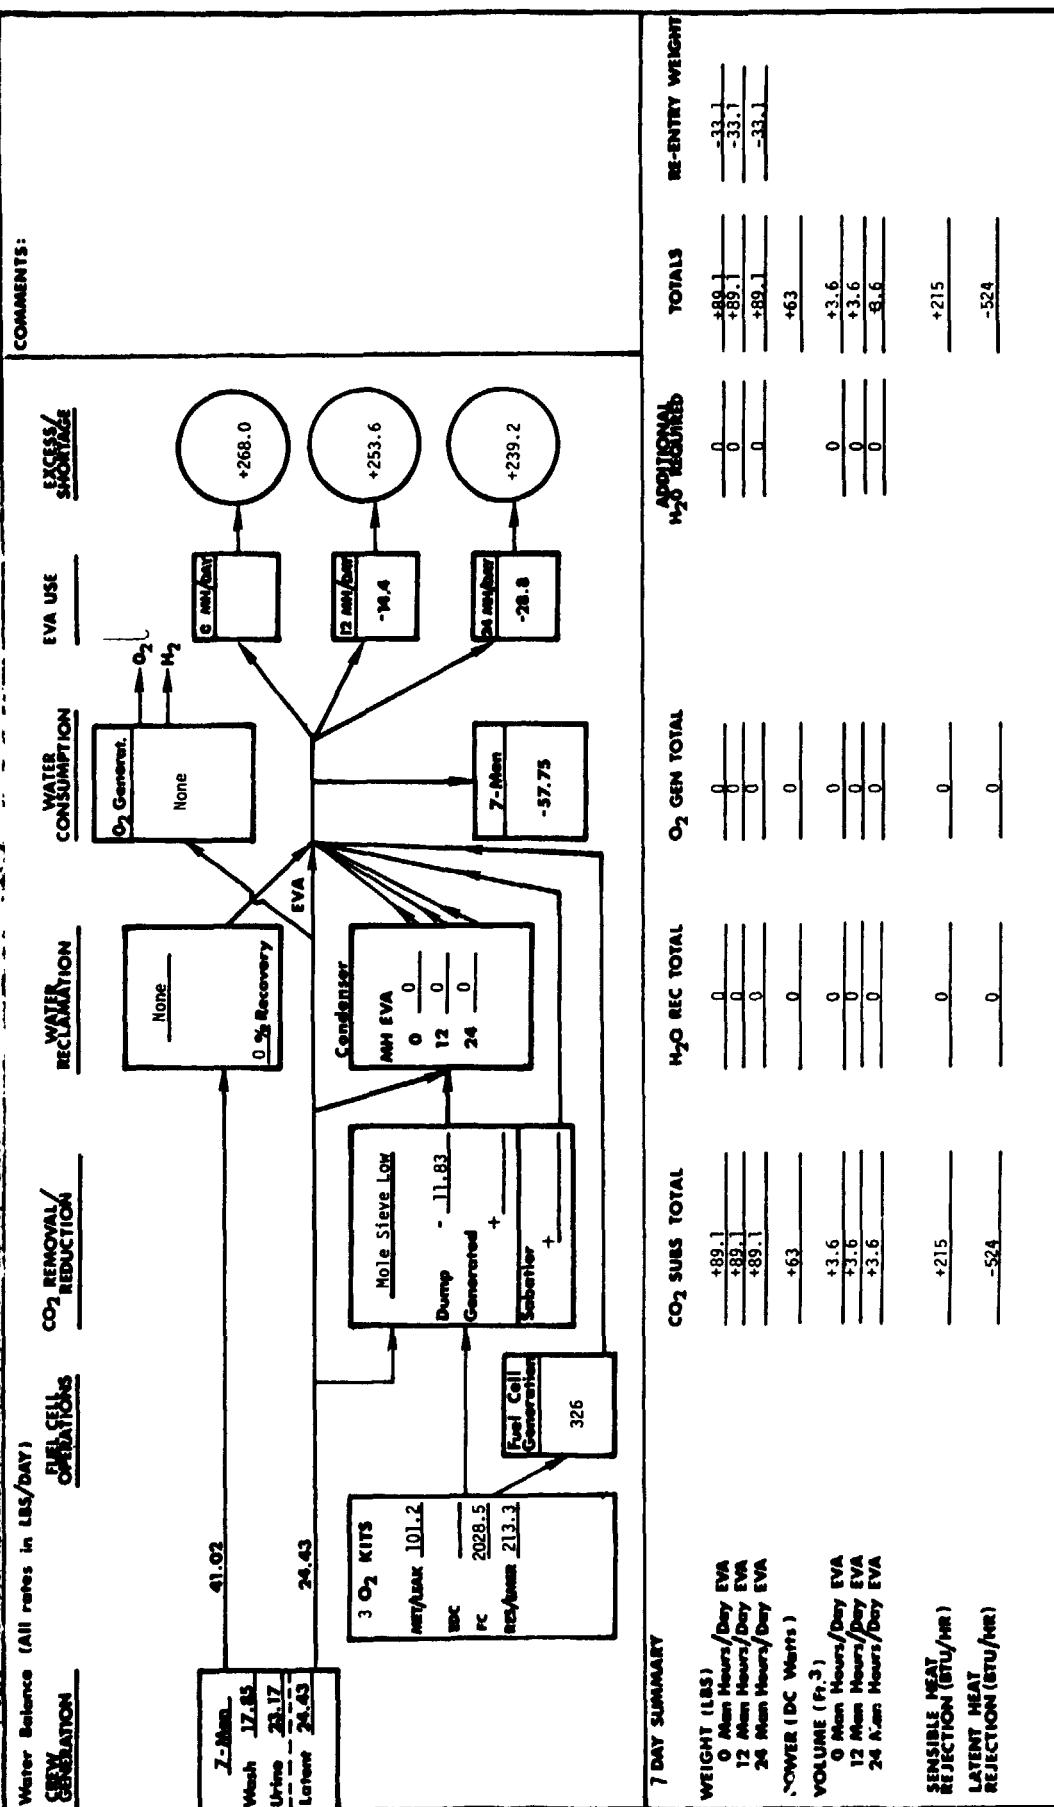 Water Balance (All rates in LBS/DAY)
COMMENTS:
CREW GENERATION
FUEL CELL OPERATIONS
CO2 REMOVAL/ REDUCTION
WATER RECLAMATION
WATER CONSUMPTION
EVA USE
EXCESS/ SHORTAGE
7-Man
Wash 17.85
Urine 23.17
Latent 24.43
41.02
24.43
3 O2 KITS
MET/LEAK 101.2
EDC
FC 2028.5
RES/EMER 213.3
Fuel Cell Generation
326
Mole Sieve Low
Dump - 11.83
Generated +
Sabatier +
None
0 % Recovery
Condenser
MH EVA
0 0
12 0
24 0
EVA
O2 Generat.
None
O2
H2
7-Men
-57.75
0 MH/DAY
12 MH/DAY
-14.4
24 MH/DAY
-28.8
+268.0
+253.6
+239.2
7 DAY SUMMARY
CO2 SUBS TOTAL
H2O REC TOTAL
O2 GEN TOTAL
ADDITIONAL H2O REQUIRED
TOTALS
RE-ENTRY WEIGHT
WEIGHT (LBS)
0 Man Hours/Day EVA +89.1 0 0 0 +89.1 -33.1
12 Man Hours/Day EVA +89.1 0 0 0 +89.1 -33.1
24 Man Hours/Day EVA +89.1 0 0 0 +89.1 -33.1
POWER (DC Watts) +63 0 0 +63
VOLUME (Ft.3)
0 Man Hours/Day EVA +3.6 0 0 0 +3.6
12 Man Hours/Day EVA +3.6 0 0 0 +3.6
24 Man Hours/Day EVA +3.6 0 0 0 +3.6
SENSIBLE HEAT
REJECTION (BTU/HR) +215 0 0 +215
LATENT HEAT
REJECTION (BTU/HR) -524 0 0 -524